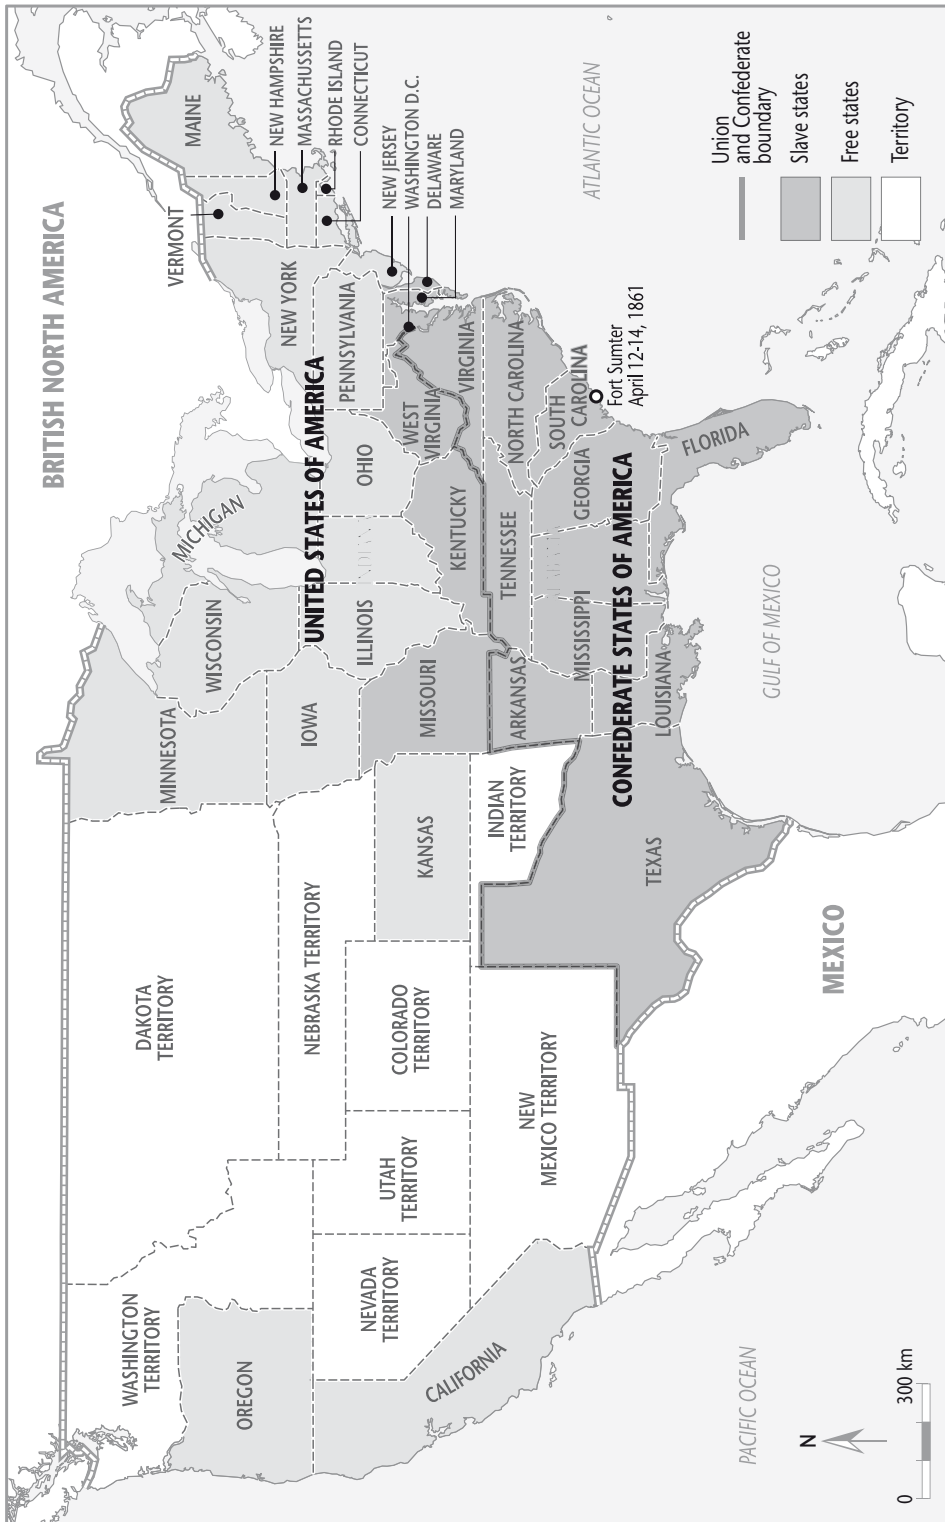 BRITISH NORTH AMERICA
WASHINGTON
TERRITORY
OREGON
CALIFORNIA
NEVADA
TERRITORY
UTAH
TERRITORY
DAKOTA
TERRITORY
NEBRASKA TERRITORY
COLORADO
TERRITORY
NEW
MEXICO TERRITORY
KANSAS
INDIAN
TERRITORY
TEXAS
MINNESOTA
WISCONSIN
IOWA
ILLINOIS
MISSOURI
ARKANSAS
LOUISIANA
MISSISSIPPI
MICHIGAN
UNITED STATES OF AMERICA
OHIO
KENTUCKY
TENNESSEE
GEORGIA
CONFEDERATE STATES OF AMERICA
FLORIDA
WEST
VIRGINIA
VIRGINIA
NORTH CAROLINA
SOUTH
CAROLINA
Fort Sumter
April 12-14, 1861
PENNSYLVANIA
NEW YORK
VERMONT
MAINE
NEW HAMPSHIRE
MASSACHUSSETTS
RHODE ISLAND
CONNECTICUT
NEW JERSEY
WASHINGTON D.C.
DELAWARE
MARYLAND
ATLANTIC OCEAN
GULF OF MEXICO
MEXICO
PACIFIC OCEAN
N
0 300 km
Union
and Confederate
boundary
Slave states
Free states
Territory